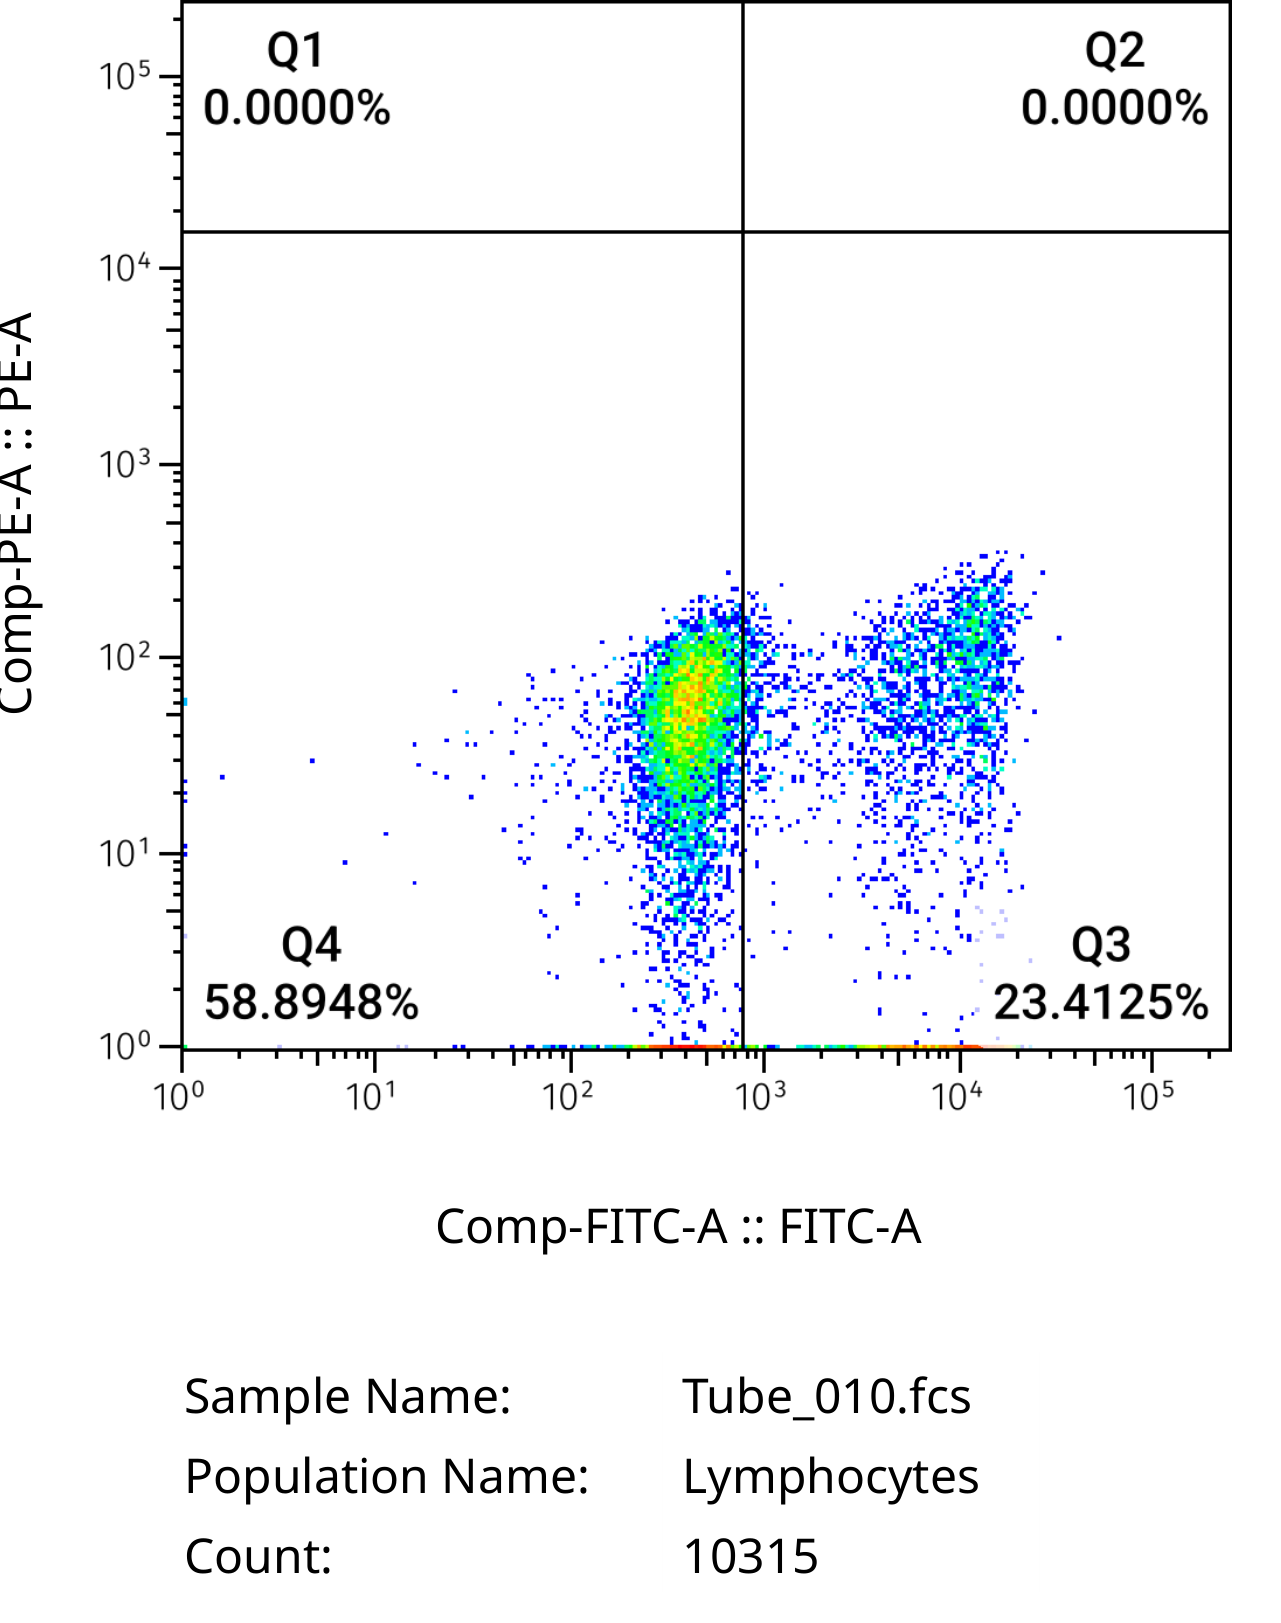 Q1
0.0000%
Q2
0.0000%
10⁵
10⁴
10³
10²
10¹
10⁰
Comp-PE-A :: PE-A
Q4
58.8948%
Q3
23.4125%
10⁰ 10¹ 10² 10³ 10⁴ 10⁵
Comp-FITC-A :: FITC-A
Sample Name: Tube_010.fcs
Population Name: Lymphocytes
Count: 10315